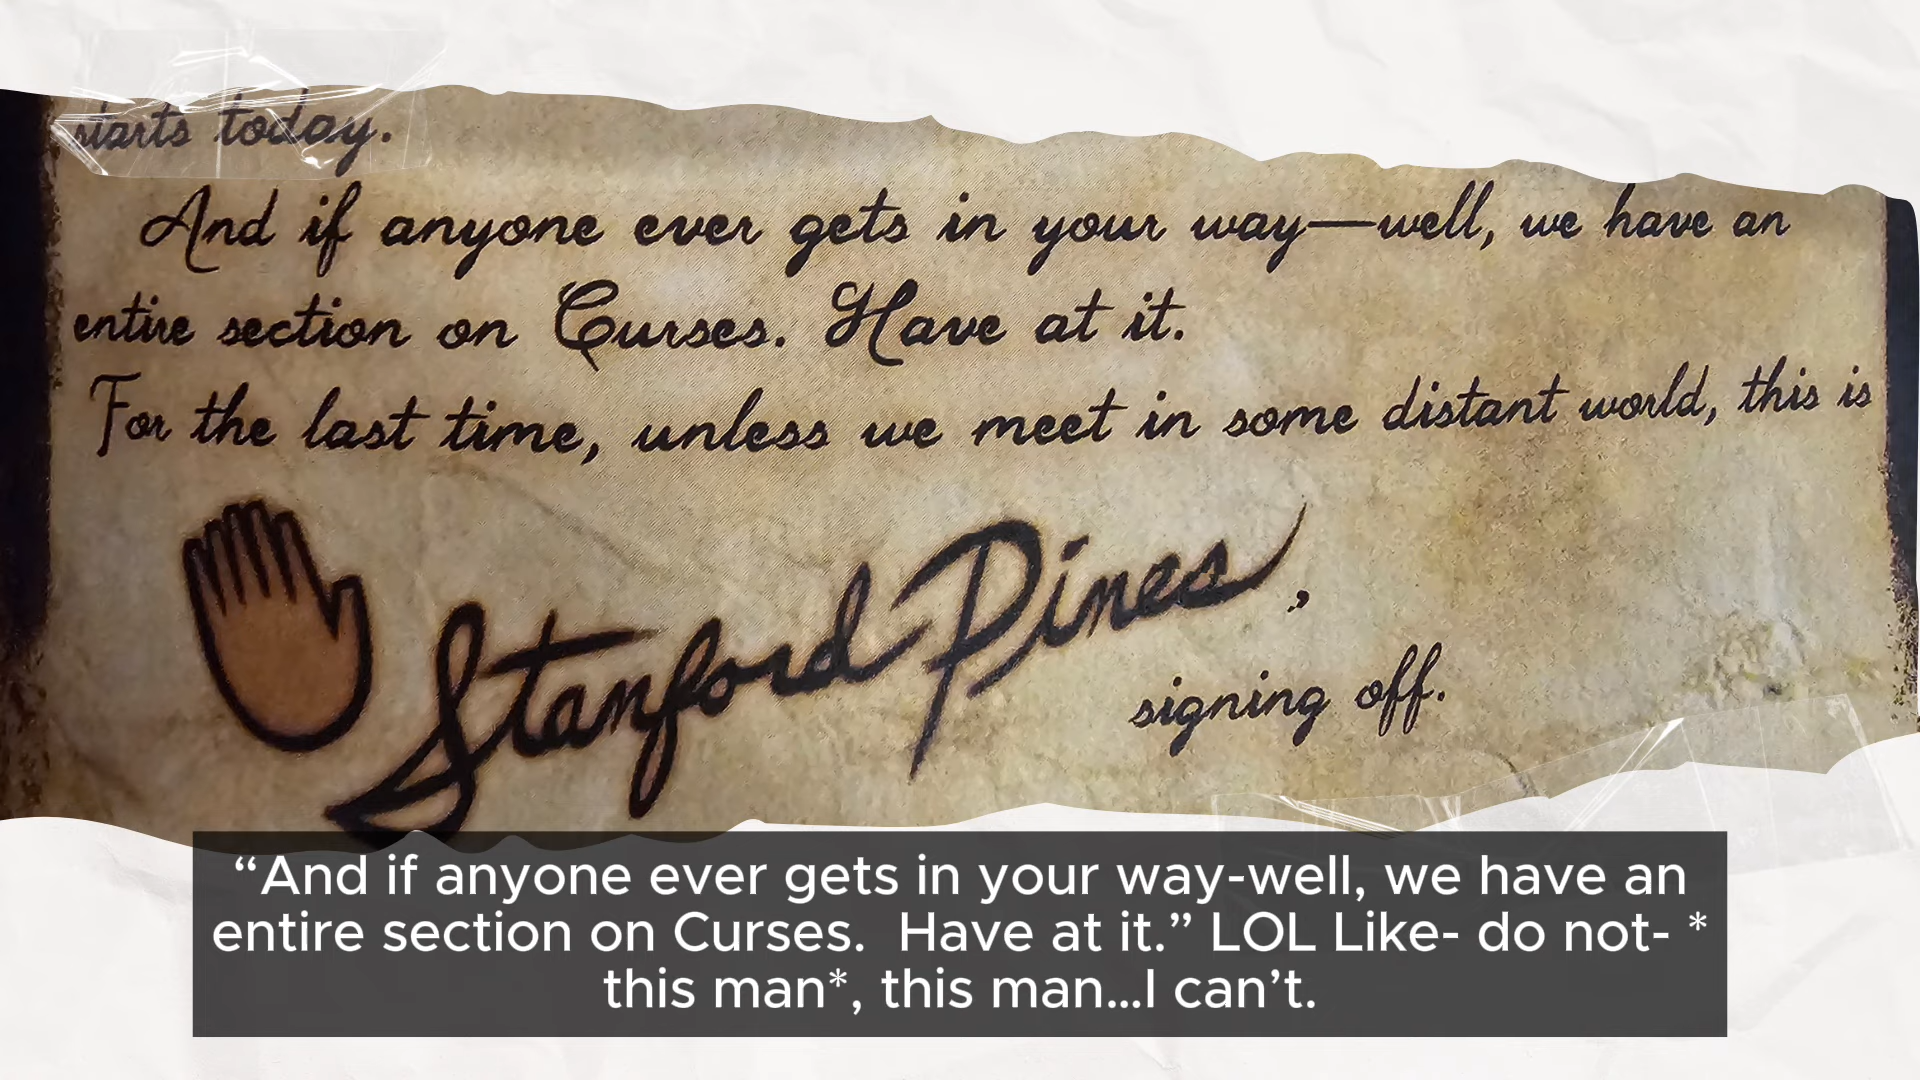 starts today.
And if anyone ever gets in your way—well, we have an
entire section on Curses. Have at it.
For the last time, unless we meet in some distant world, this is
Stanford Pines,
signing off.
“And if anyone ever gets in your way-well, we have an
entire section on Curses.  Have at it.” LOL Like- do not- *
this man*, this man...I can’t.